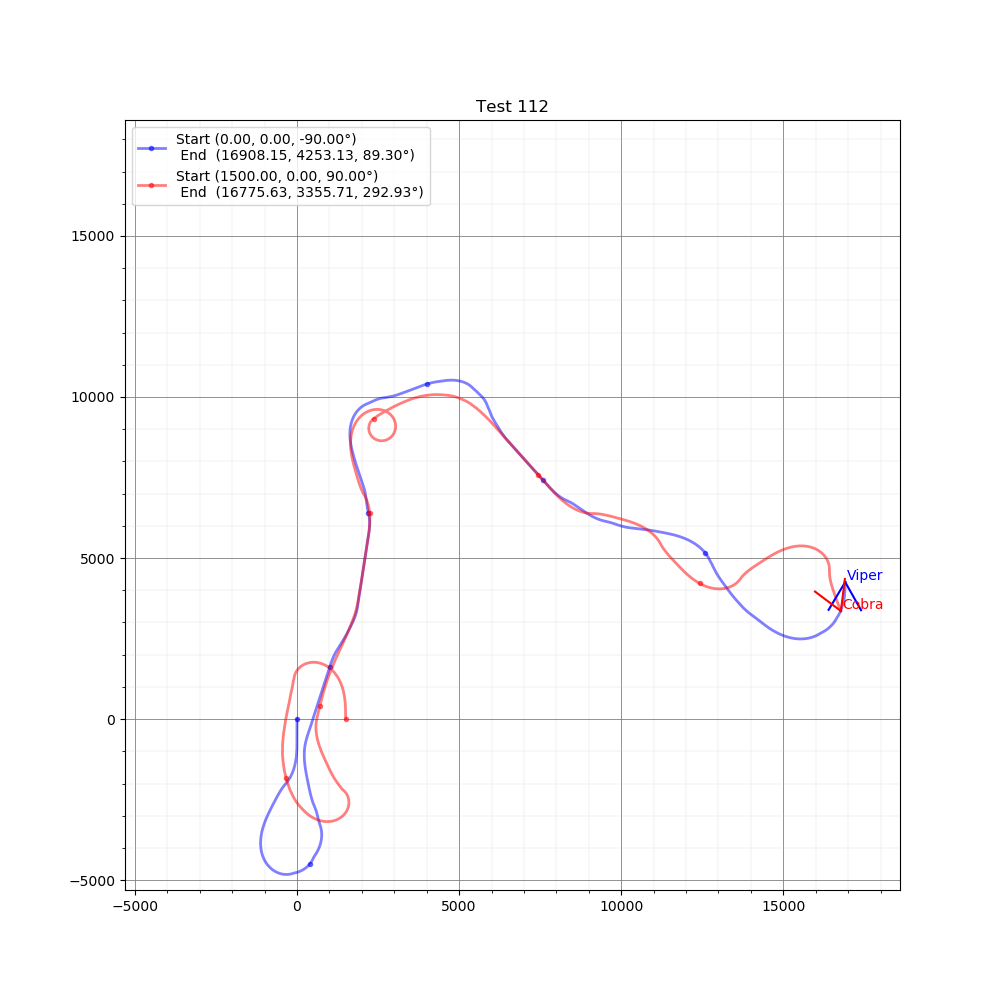 Test 112
Start (0.00, 0.00, -90.00°)
End (16908.15, 4253.13, 89.30°)
Start (1500.00, 0.00, 90.00°)
End (16775.63, 3355.71, 292.93°)
15000
10000
5000
0
−5000
Viper
Cobra
−5000 0 5000 10000 15000